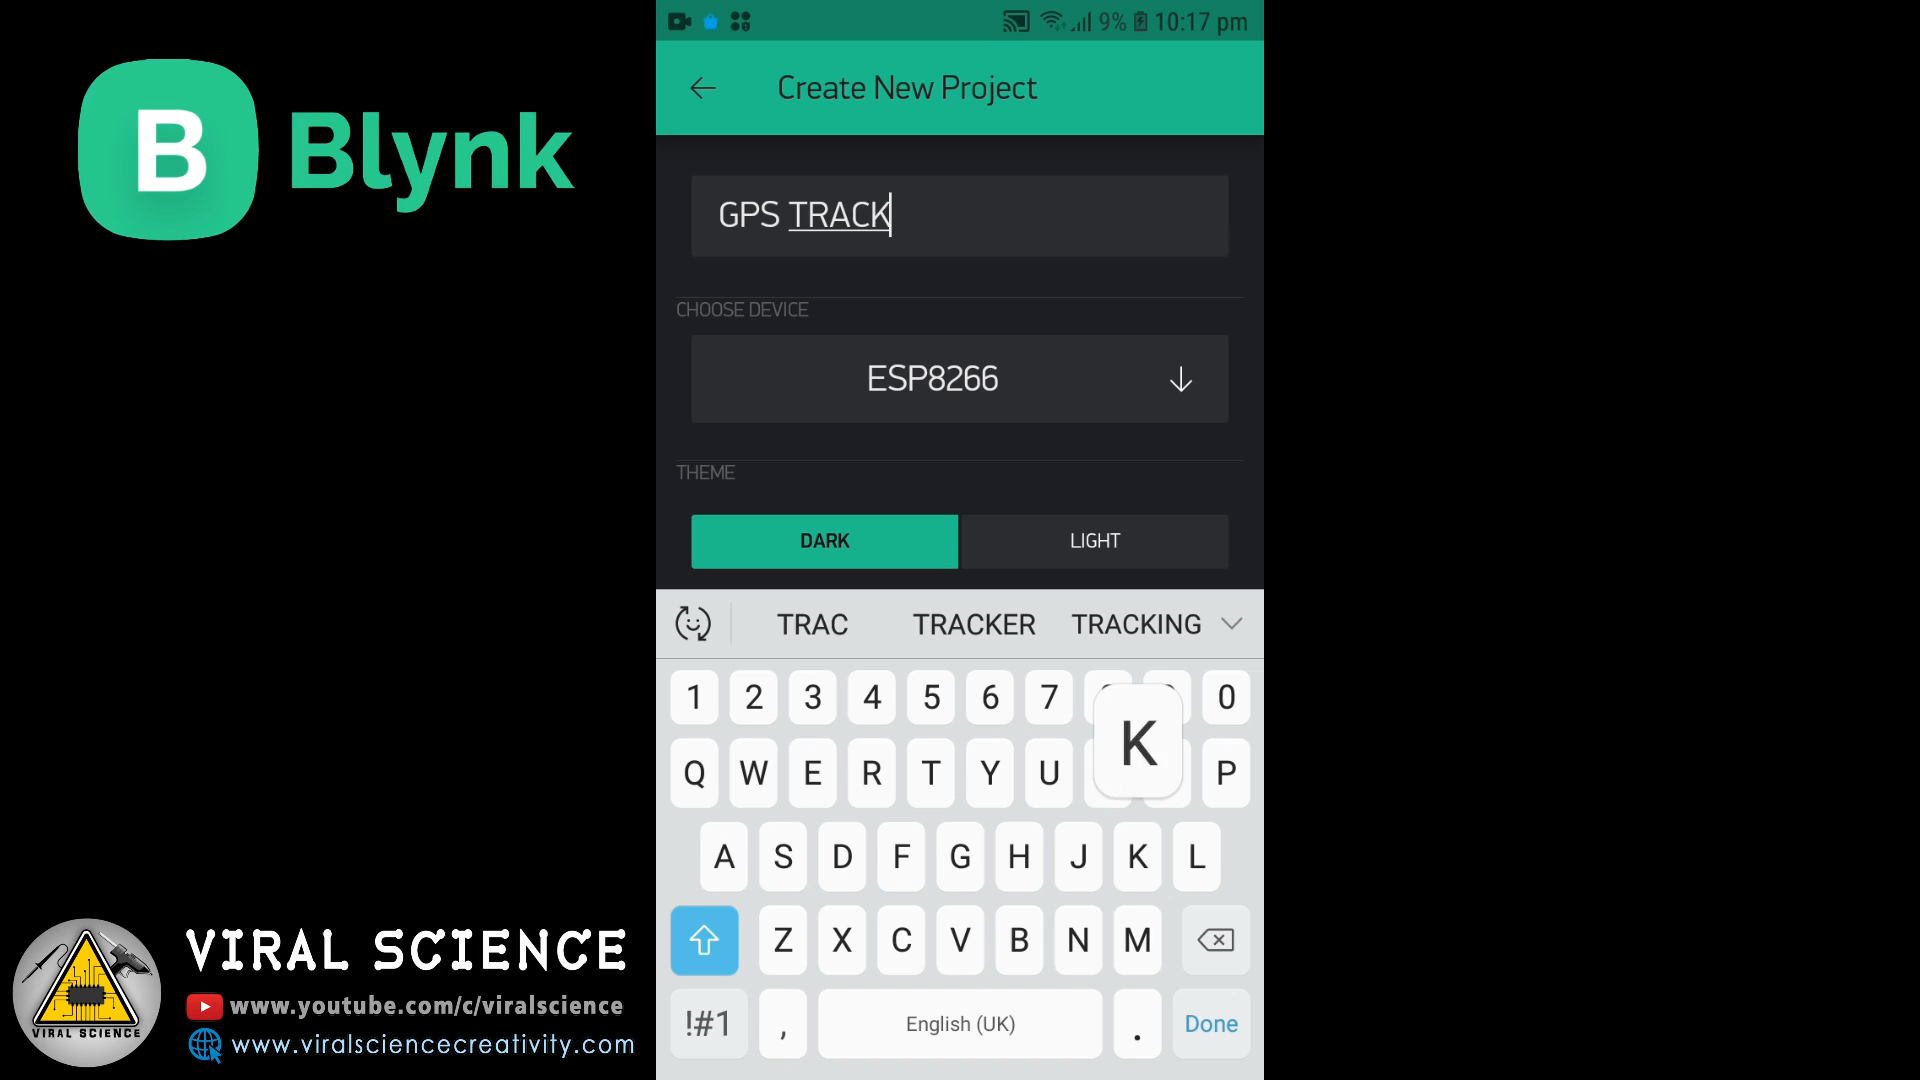 B Blynk
9% 10:17 pm
Create New Project
GPS TRACK
CHOOSE DEVICE
ESP8266
THEME
DARK LIGHT
TRAC TRACKER TRACKING
1 2 3 4 5 6 7 0
K
Q W E R T Y U P
A S D F G H J K L
Z X C V B N M
!#1 , English (UK) . Done
VIRAL SCIENCE
VIRAL SCIENCE
www.youtube.com/c/viralscience
www.viralsciencecreativity.com